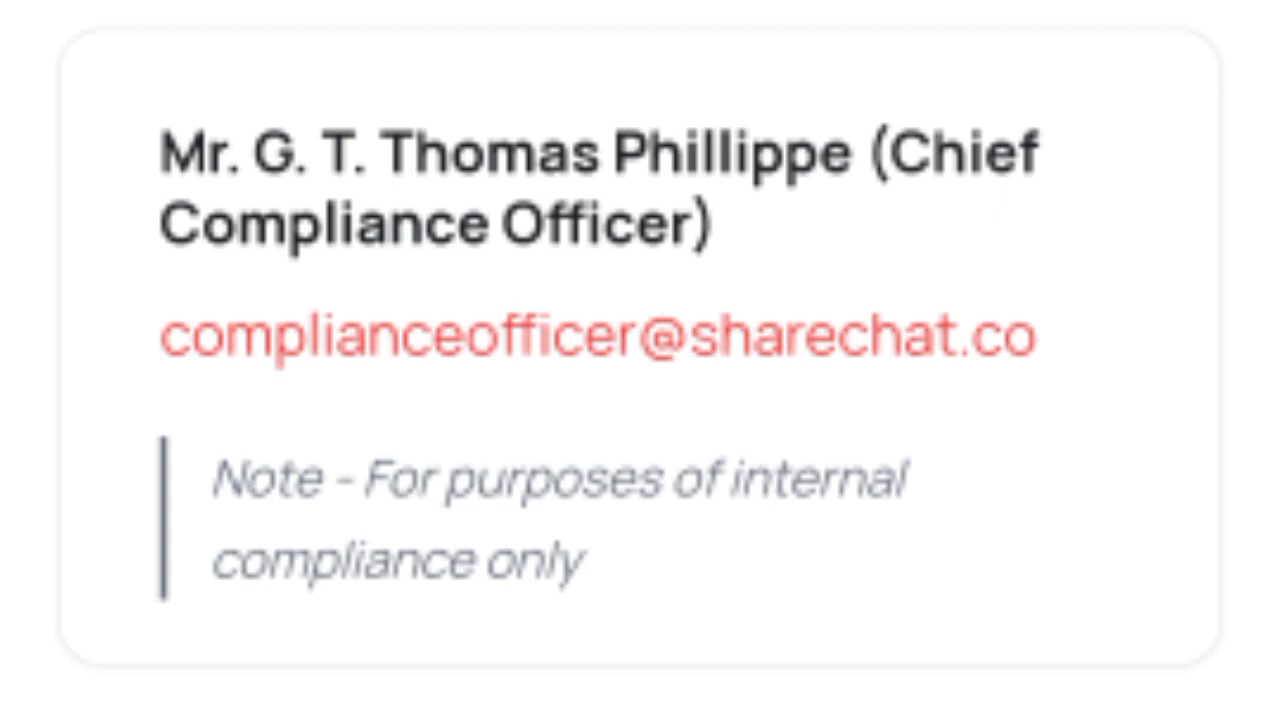 Mr. G. T. Thomas Phillippe (Chief
Compliance Officer)
complianceofficer@sharechat.co
Note - For purposes of internal
compliance only